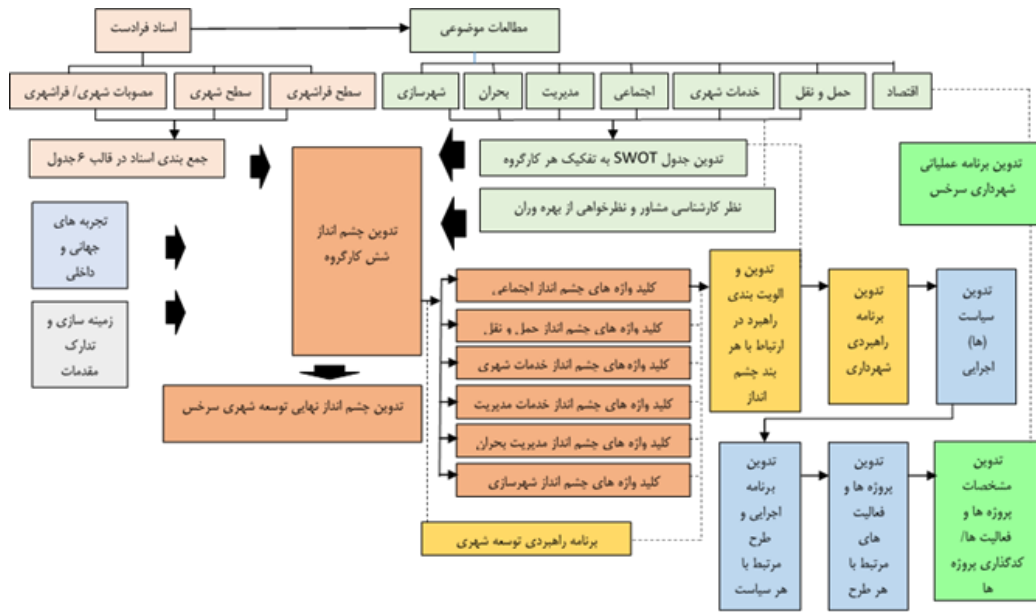 اسناد فرادست
مطالعات موضوعی
مصوبات شهری/ فراشهری
سطح شهری
سطح فراشهری
شهرسازی
بحران
مدیریت
اجتماعی
خدمات شهری
حمل و نقل
اقتصاد
جمع بندی اسناد در قالب ۶جدول
تدوین جدول SWOT به تفکیک هر کارگروه
نظر کارشناسی مشاور و نظرخواهی از بهره وران
تدوین برنامه عملیاتی
شهرداری سرخس
تجربه های
جهانی و
داخلی
زمینه سازی و
تدارک
مقدمات
تدوین چشم انداز
شش کارگروه
تدوین چشم انداز نهایی توسعه شهری سرخس
کلید واژه های چشم انداز اجتماعی
کلید واژه های چشم انداز حمل و نقل
کلید واژه های چشم انداز خدمات شهری
کلید واژه های چشم انداز خدمات مدیریت
کلید واژه های چشم انداز مدیریت بحران
کلید واژه های چشم انداز شهرسازی
برنامه راهبردی توسعه شهری
تدوین و
الویت بندی
راهبرد در
ارتباط با هر
بند چشم
انداز
تدوین
برنامه
راهبردی
شهرداری
تدوین
سیاست
(ها)
اجرایی
تدوین
برنامه
اجرایی و
طرح
مرتبط با
هر سیاست
تدوین
پروژه ها و
فعالیت
های
مرتبط با
هر طرح
تدوین
مشخصات
پروژه ها و
فعالیت ها/
کدگذاری پروژه
ها